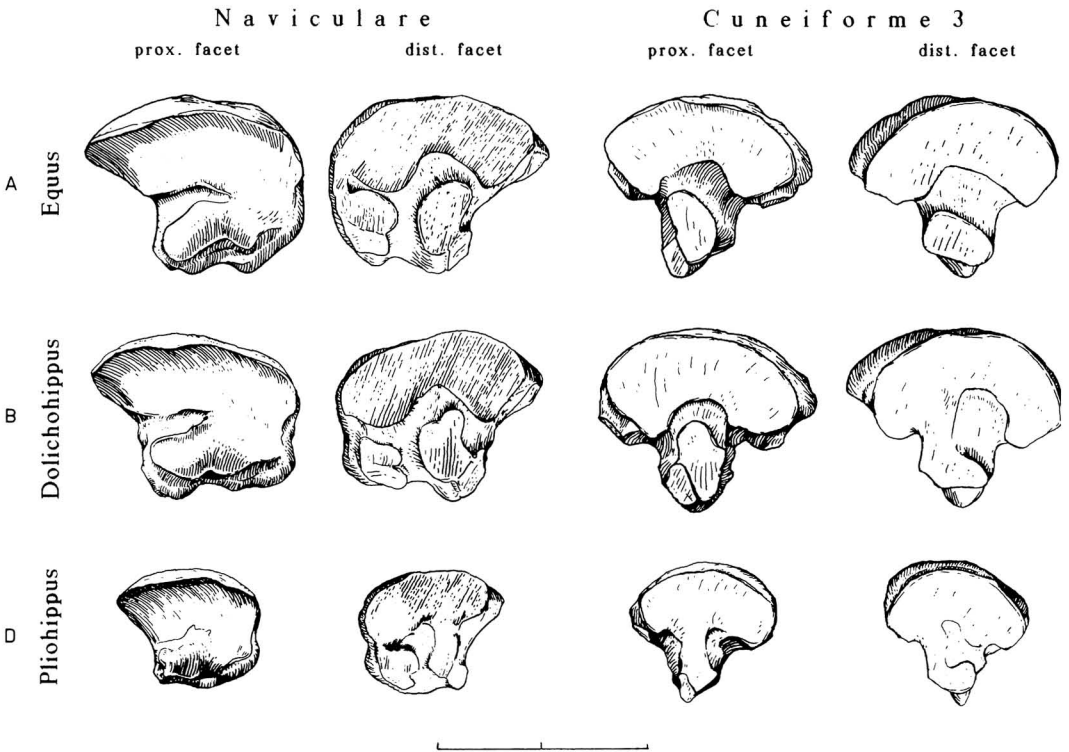 Naviculare Cuneiforme 3
prox. facet dist. facet prox. facet dist. facet
A Equus
B Dolichohippus
D Pliohippus